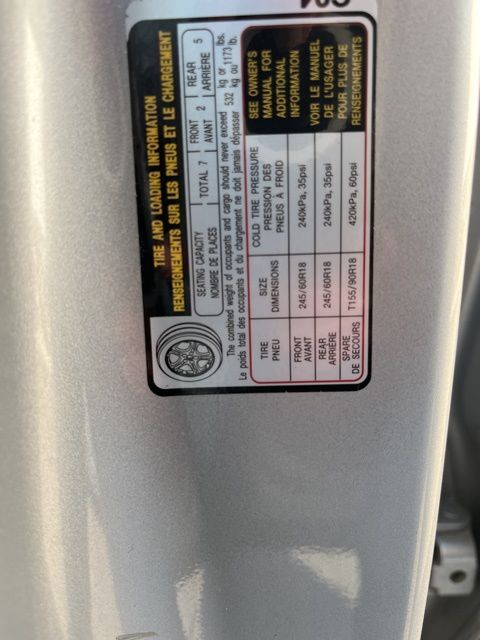 TIRE AND LOADING INFORMATION
RENSEIGNEMENTS SUR LES PNEUS ET LE CHARGEMENT
SEATING CAPACITY
NOMBRE DE PLACES
TOTAL 7
FRONT 2
AVANT
REAR 5
ARRIÈRE
The combined weight of occupants and cargo should never exceed 532 kg or 1173 lbs.
Le poids total des occupants et du chargement ne doit jamais dépasser kg ou lb.
TIRE SIZE COLD TIRE PRESSURE
PNEU DIMENSIONS PRESSION DES
PNEUS À FROID
FRONT
AVANT 245/60R18 240kPa, 35psi
REAR
ARRIÈRE 245/60R18 240kPa, 35psi
SPARE
DE SECOURS T155/90R18 420kPa, 60psi
SEE OWNER'S
MANUAL FOR
ADDITIONAL
INFORMATION
VOIR LE MANUEL
DE L'USAGER
POUR PLUS DE
RENSEIGNEMENTS